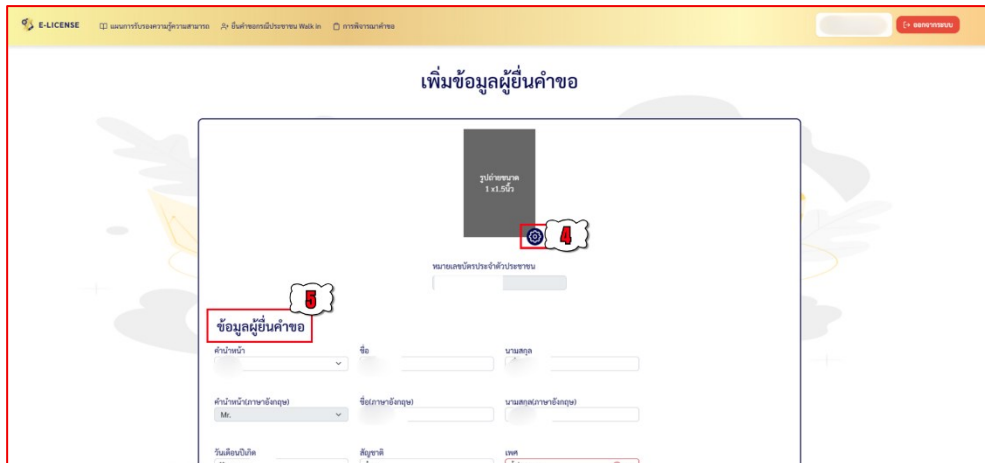 E-LICENSE แผนการรับรองความรู้ความสามารถ ยื่นคำขอกรณีประชาชน Walk in การพิจารณาคำขอ ออกจากระบบ
เพิ่มข้อมูลผู้ยื่นคำขอ
รูปถ่ายขนาด
1 x1.5นิ้ว
4
หมายเลขบัตรประจำตัวประชาชน
5
ข้อมูลผู้ยื่นคำขอ
คำนำหน้า ชื่อ นามสกุล
คำนำหน้า(ภาษาอังกฤษ) ชื่อ(ภาษาอังกฤษ) นามสกุล(ภาษาอังกฤษ)
Mr.
วันเดือนปีเกิด สัญชาติ เพศ